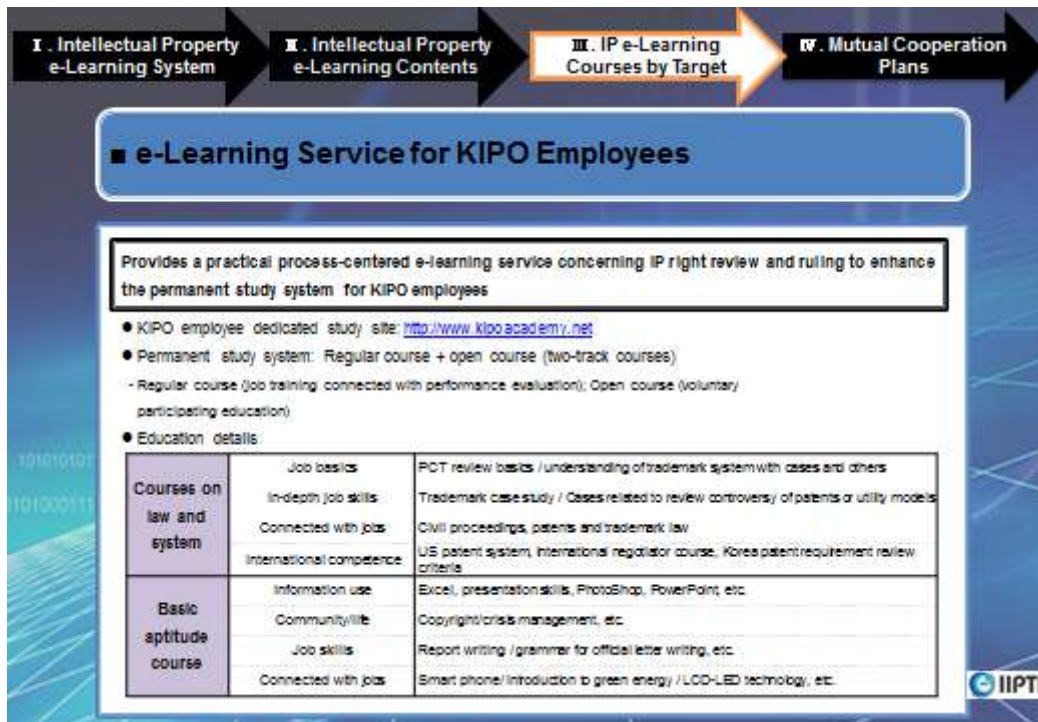 Ⅰ. Intellectual Property
e-Learning System
Ⅱ. Intellectual Property
e-Learning Contents
Ⅲ. IP e-Learning
Courses by Target
Ⅳ. Mutual Cooperation
Plans
■ e-Learning Service for KIPO Employees
Provides a practical process-centered e-learning service concerning IP right review and ruling to enhance
the permanent study system for KIPO employees
● KIPO employee dedicated study site: http://www.kipoacademy.net
● Permanent study system: Regular course + open course (two-track courses)
- Regular course (job training connected with performance evaluation); Open course (voluntary
participating education)
● Education details
Courses on
law and
system
Job basics
PCT review basics / understanding of trademark system with cases and others
In-depth job skills
Trademark case study / Cases related to review controversy of patents or utility models
Connected with jobs
Civil proceedings, patents and trademark law
International competence
US patent system, international negotiator course, Korea patent requirement review
criteria
Basic
aptitude
course
Information use
Excel, presentation skills, PhotoShop, PowerPoint, etc.
Community/life
Copyright/crisis management, etc.
Job skills
Report writing / grammar for official letter writing, etc.
Connected with jobs
Smart phone/ Introduction to green energy / LCD-LED technology, etc.
101010101
0101000111
IIPTI